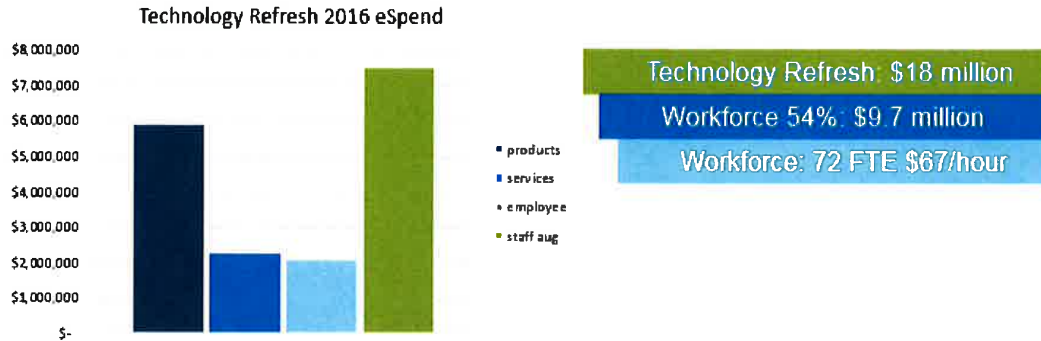 Technology Refresh 2016 eSpend
$8,000,000
$7,000,000
$6,000,000
$5,000,000
$4,000,000
$3,000,000
$2,000,000
$1,000,000
$-
products
services
employee
staff aug
Technology Refresh: $18 million
Workforce 54%: $9.7 million
Workforce: 72 FTE $67/hour